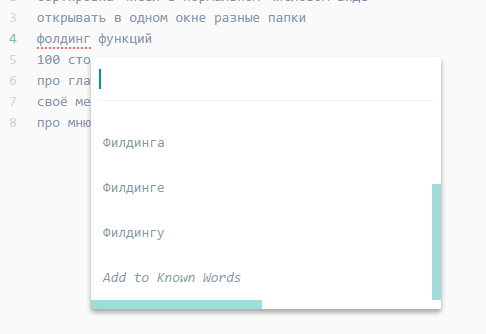 3 открывать в одном окне разные папки
4 фолдинг функций
5 100 сто
6 про гла
7 своё ме
8 про мню
Филдинга
Филдинге
Филдингу
Add to Known Words